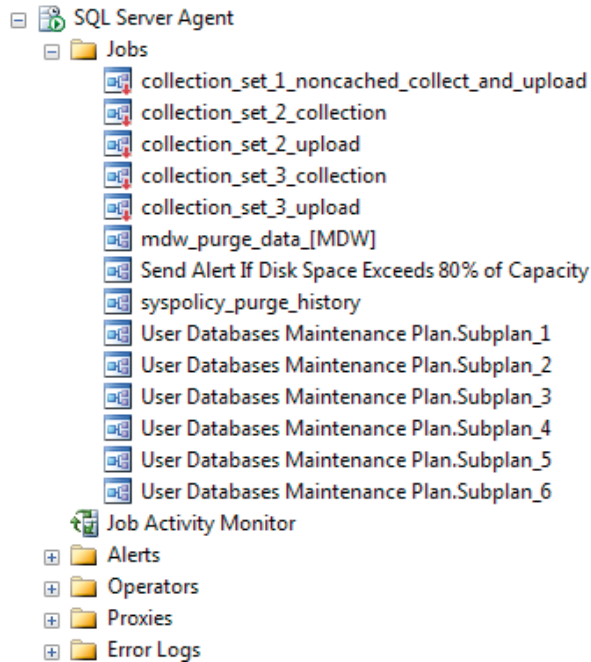 SQL Server Agent
Jobs
collection_set_1_noncached_collect_and_upload
collection_set_2_collection
collection_set_2_upload
collection_set_3_collection
collection_set_3_upload
mdw_purge_data_[MDW]
Send Alert If Disk Space Exceeds 80% of Capacity
syspolicy_purge_history
User Databases Maintenance Plan.Subplan_1
User Databases Maintenance Plan.Subplan_2
User Databases Maintenance Plan.Subplan_3
User Databases Maintenance Plan.Subplan_4
User Databases Maintenance Plan.Subplan_5
User Databases Maintenance Plan.Subplan_6
Job Activity Monitor
Alerts
Operators
Proxies
Error Logs